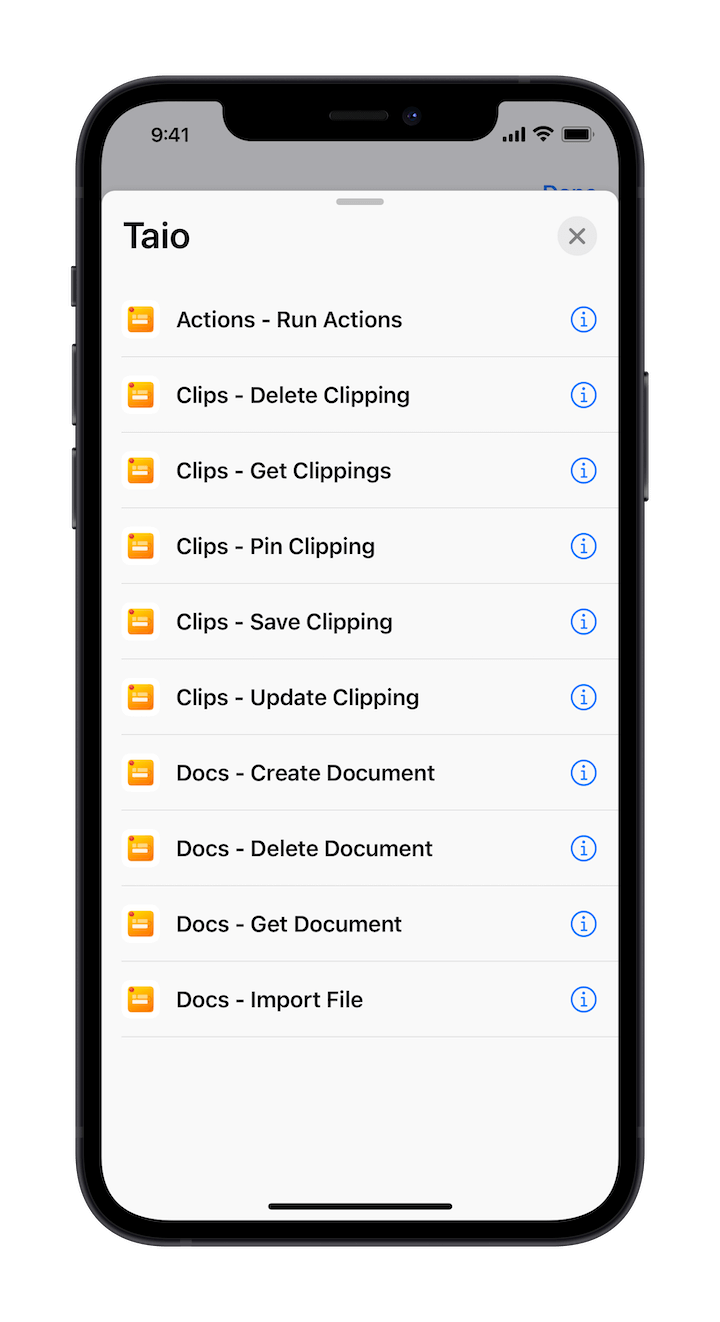 9:41
Done
Taio
Actions - Run Actions
Clips - Delete Clipping
Clips - Get Clippings
Clips - Pin Clipping
Clips - Save Clipping
Clips - Update Clipping
Docs - Create Document
Docs - Delete Document
Docs - Get Document
Docs - Import File